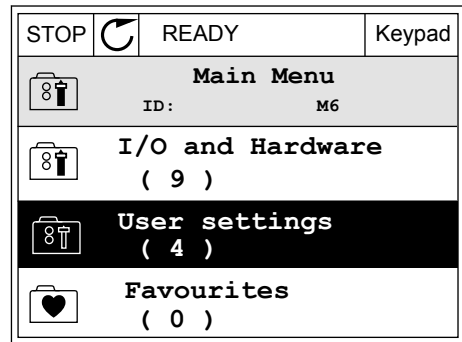 STOP READY Keypad
Main Menu
ID: M6
I/O and Hardware
( 9 )
User settings
( 4 )
Favourites
( 0 )